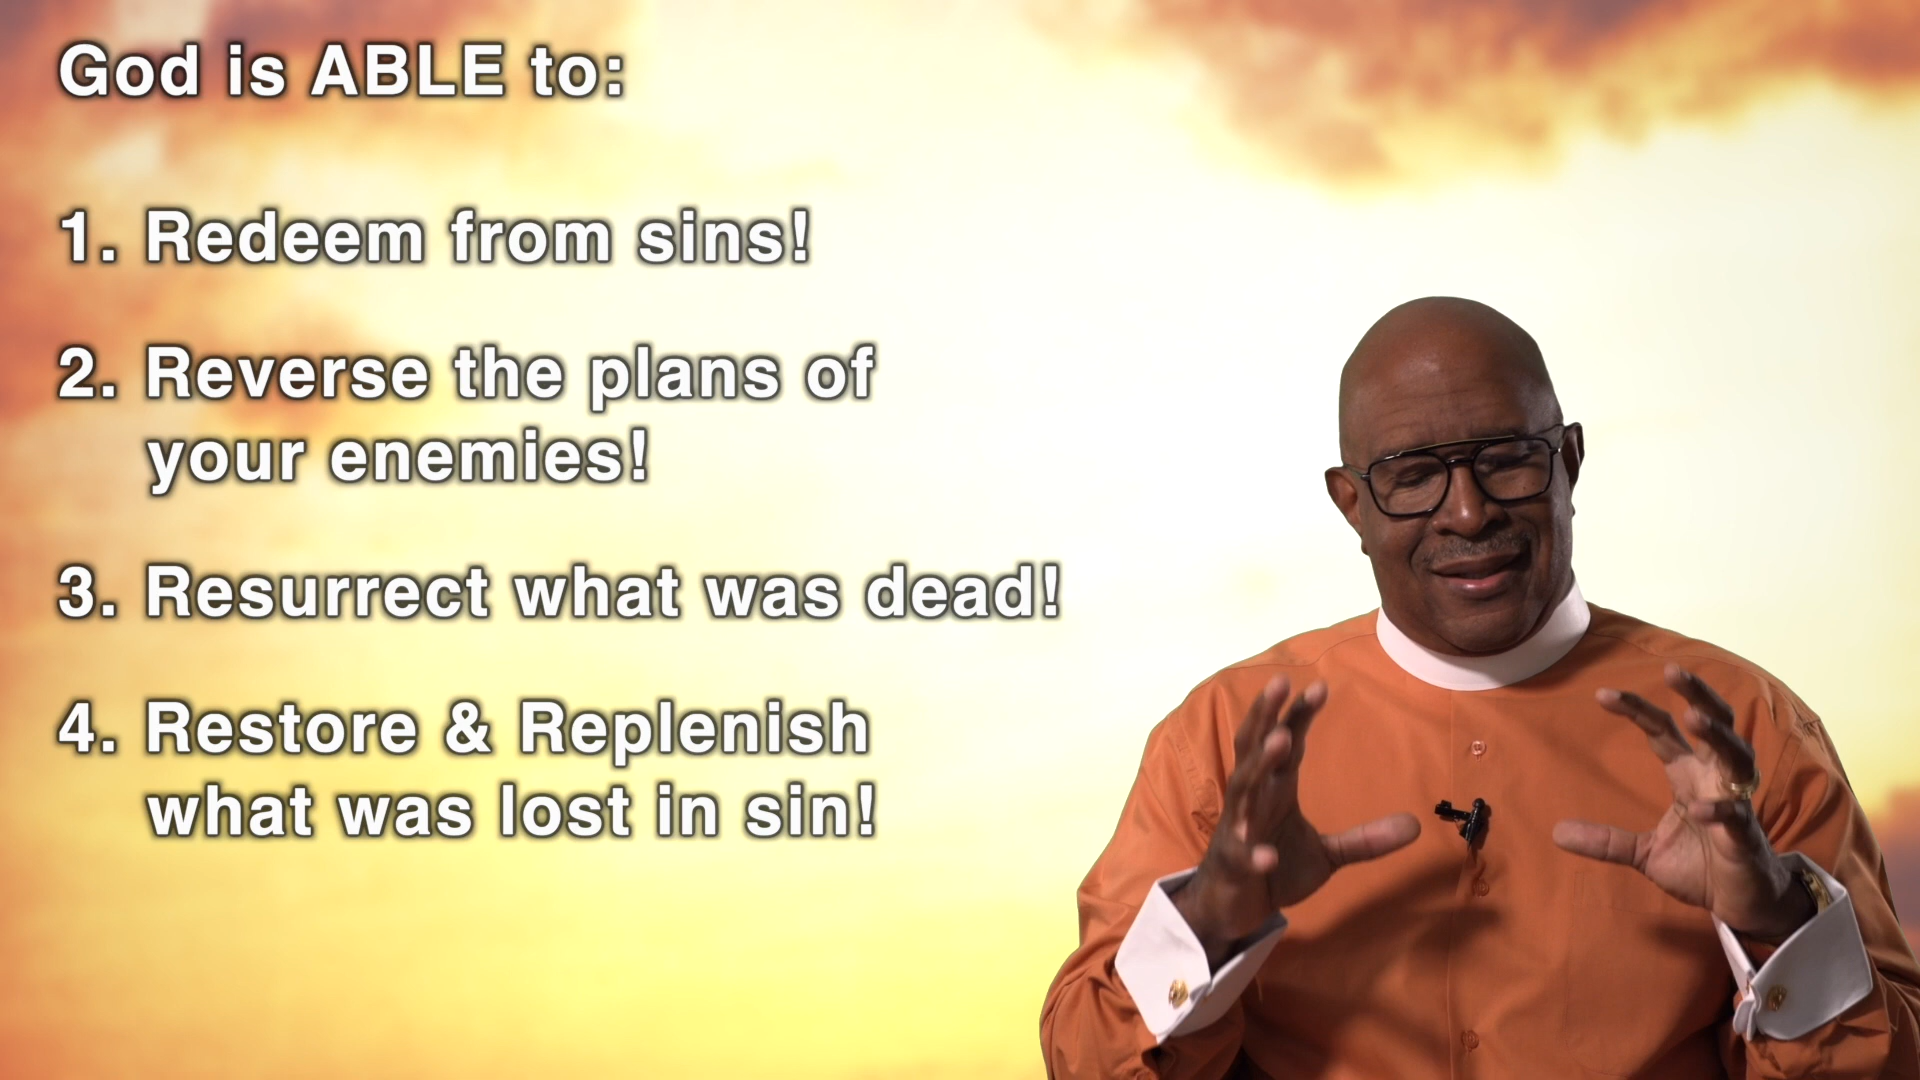 God is ABLE to:
1. Redeem from sins!
2. Reverse the plans of
your enemies!
3. Resurrect what was dead!
4. Restore & Replenish
what was lost in sin!